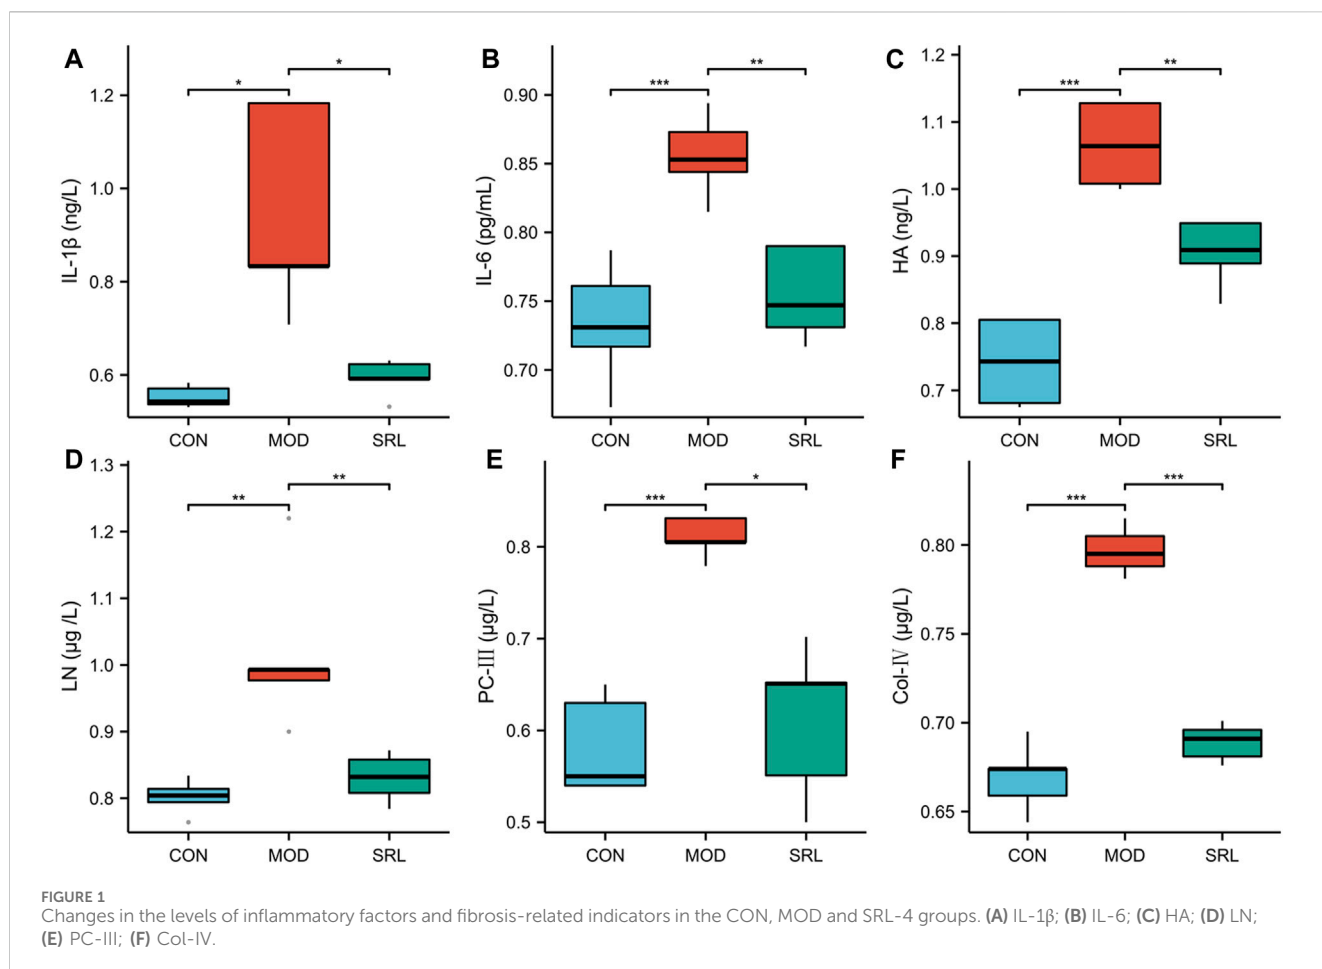 A
IL-1β (ng/L)
1.2
1.0
0.8
0.6
*
*
CON MOD SRL
B
IL-6 (pg/mL)
0.90
0.85
0.80
0.75
0.70
***
**
CON MOD SRL
C
HA (ng/L)
1.2
1.1
1.0
0.9
0.8
0.7
***
**
CON MOD SRL
D
LN (µg /L)
1.3
1.2
1.1
1.0
0.9
0.8
**
**
CON MOD SRL
E
PC-III (µg/L)
0.8
0.7
0.6
0.5
***
*
CON MOD SRL
F
Col-IV (µg/L)
0.80
0.75
0.70
0.65
***
***
CON MOD SRL
FIGURE 1
Changes in the levels of inflammatory factors and fibrosis-related indicators in the CON, MOD and SRL-4 groups. (A) IL-1β; (B) IL-6; (C) HA; (D) LN;
(E) PC-III; (F) Col-IV.